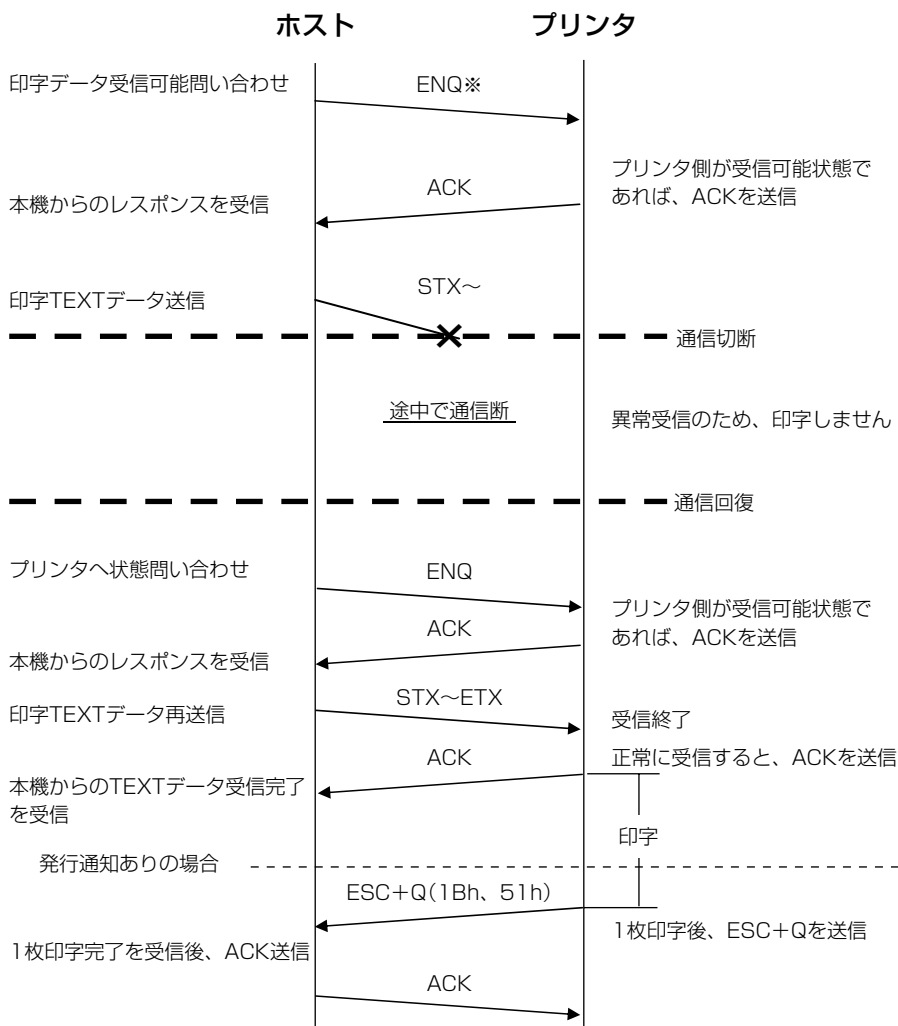 ホスト
プリンタ
印字データ受信可能問い合わせ
ENQ※
プリンタ側が受信可能状態で
あれば、ACKを送信
ACK
本機からのレスポンスを受信
STX～
印字TEXTデータ送信
通信切断
途中で通信断
異常受信のため、印字しません
通信回復
プリンタへ状態問い合わせ
ENQ
プリンタ側が受信可能状態で
あれば、ACKを送信
ACK
本機からのレスポンスを受信
STX～ETX
印字TEXTデータ再送信
受信終了
正常に受信すると、ACKを送信
ACK
本機からのTEXTデータ受信完了
を受信
印字
発行通知ありの場合
ESC＋Q（1Bh、51h）
1枚印字後、ESC＋Qを送信
1枚印字完了を受信後、ACK送信
ACK